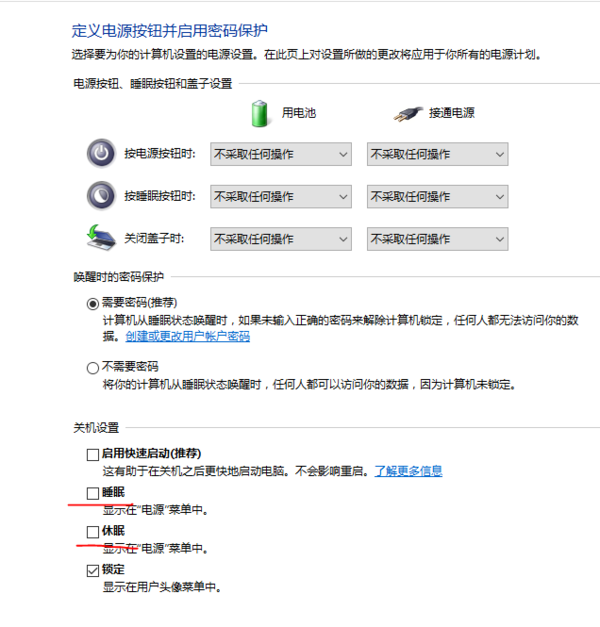 定义电源按钮并启用密码保护
选择要为你的计算机设置的电源设置。在此页上对设置所做的更改将应用于你所有的电源计划。
电源按钮、睡眠按钮和盖子设置
用电池 接通电源
按电源按钮时: 不采取任何操作 不采取任何操作
按睡眠按钮时: 不采取任何操作 不采取任何操作
关闭盖子时: 不采取任何操作 不采取任何操作
唤醒时的密码保护
需要密码(推荐)
计算机从睡眠状态唤醒时，如果未输入正确的密码来解除计算机锁定，任何人都无法访问你的数
据。创建或更改用户帐户密码
不需要密码
将你的计算机从睡眠状态唤醒时，任何人都可以访问你的数据，因为计算机未锁定。
关机设置
启用快速启动(推荐)
这有助于在关机之后更快地启动电脑。不会影响重启。了解更多信息
睡眠
显示在“电源”菜单中。
休眠
显示在“电源”菜单中。
锁定
显示在用户头像菜单中。